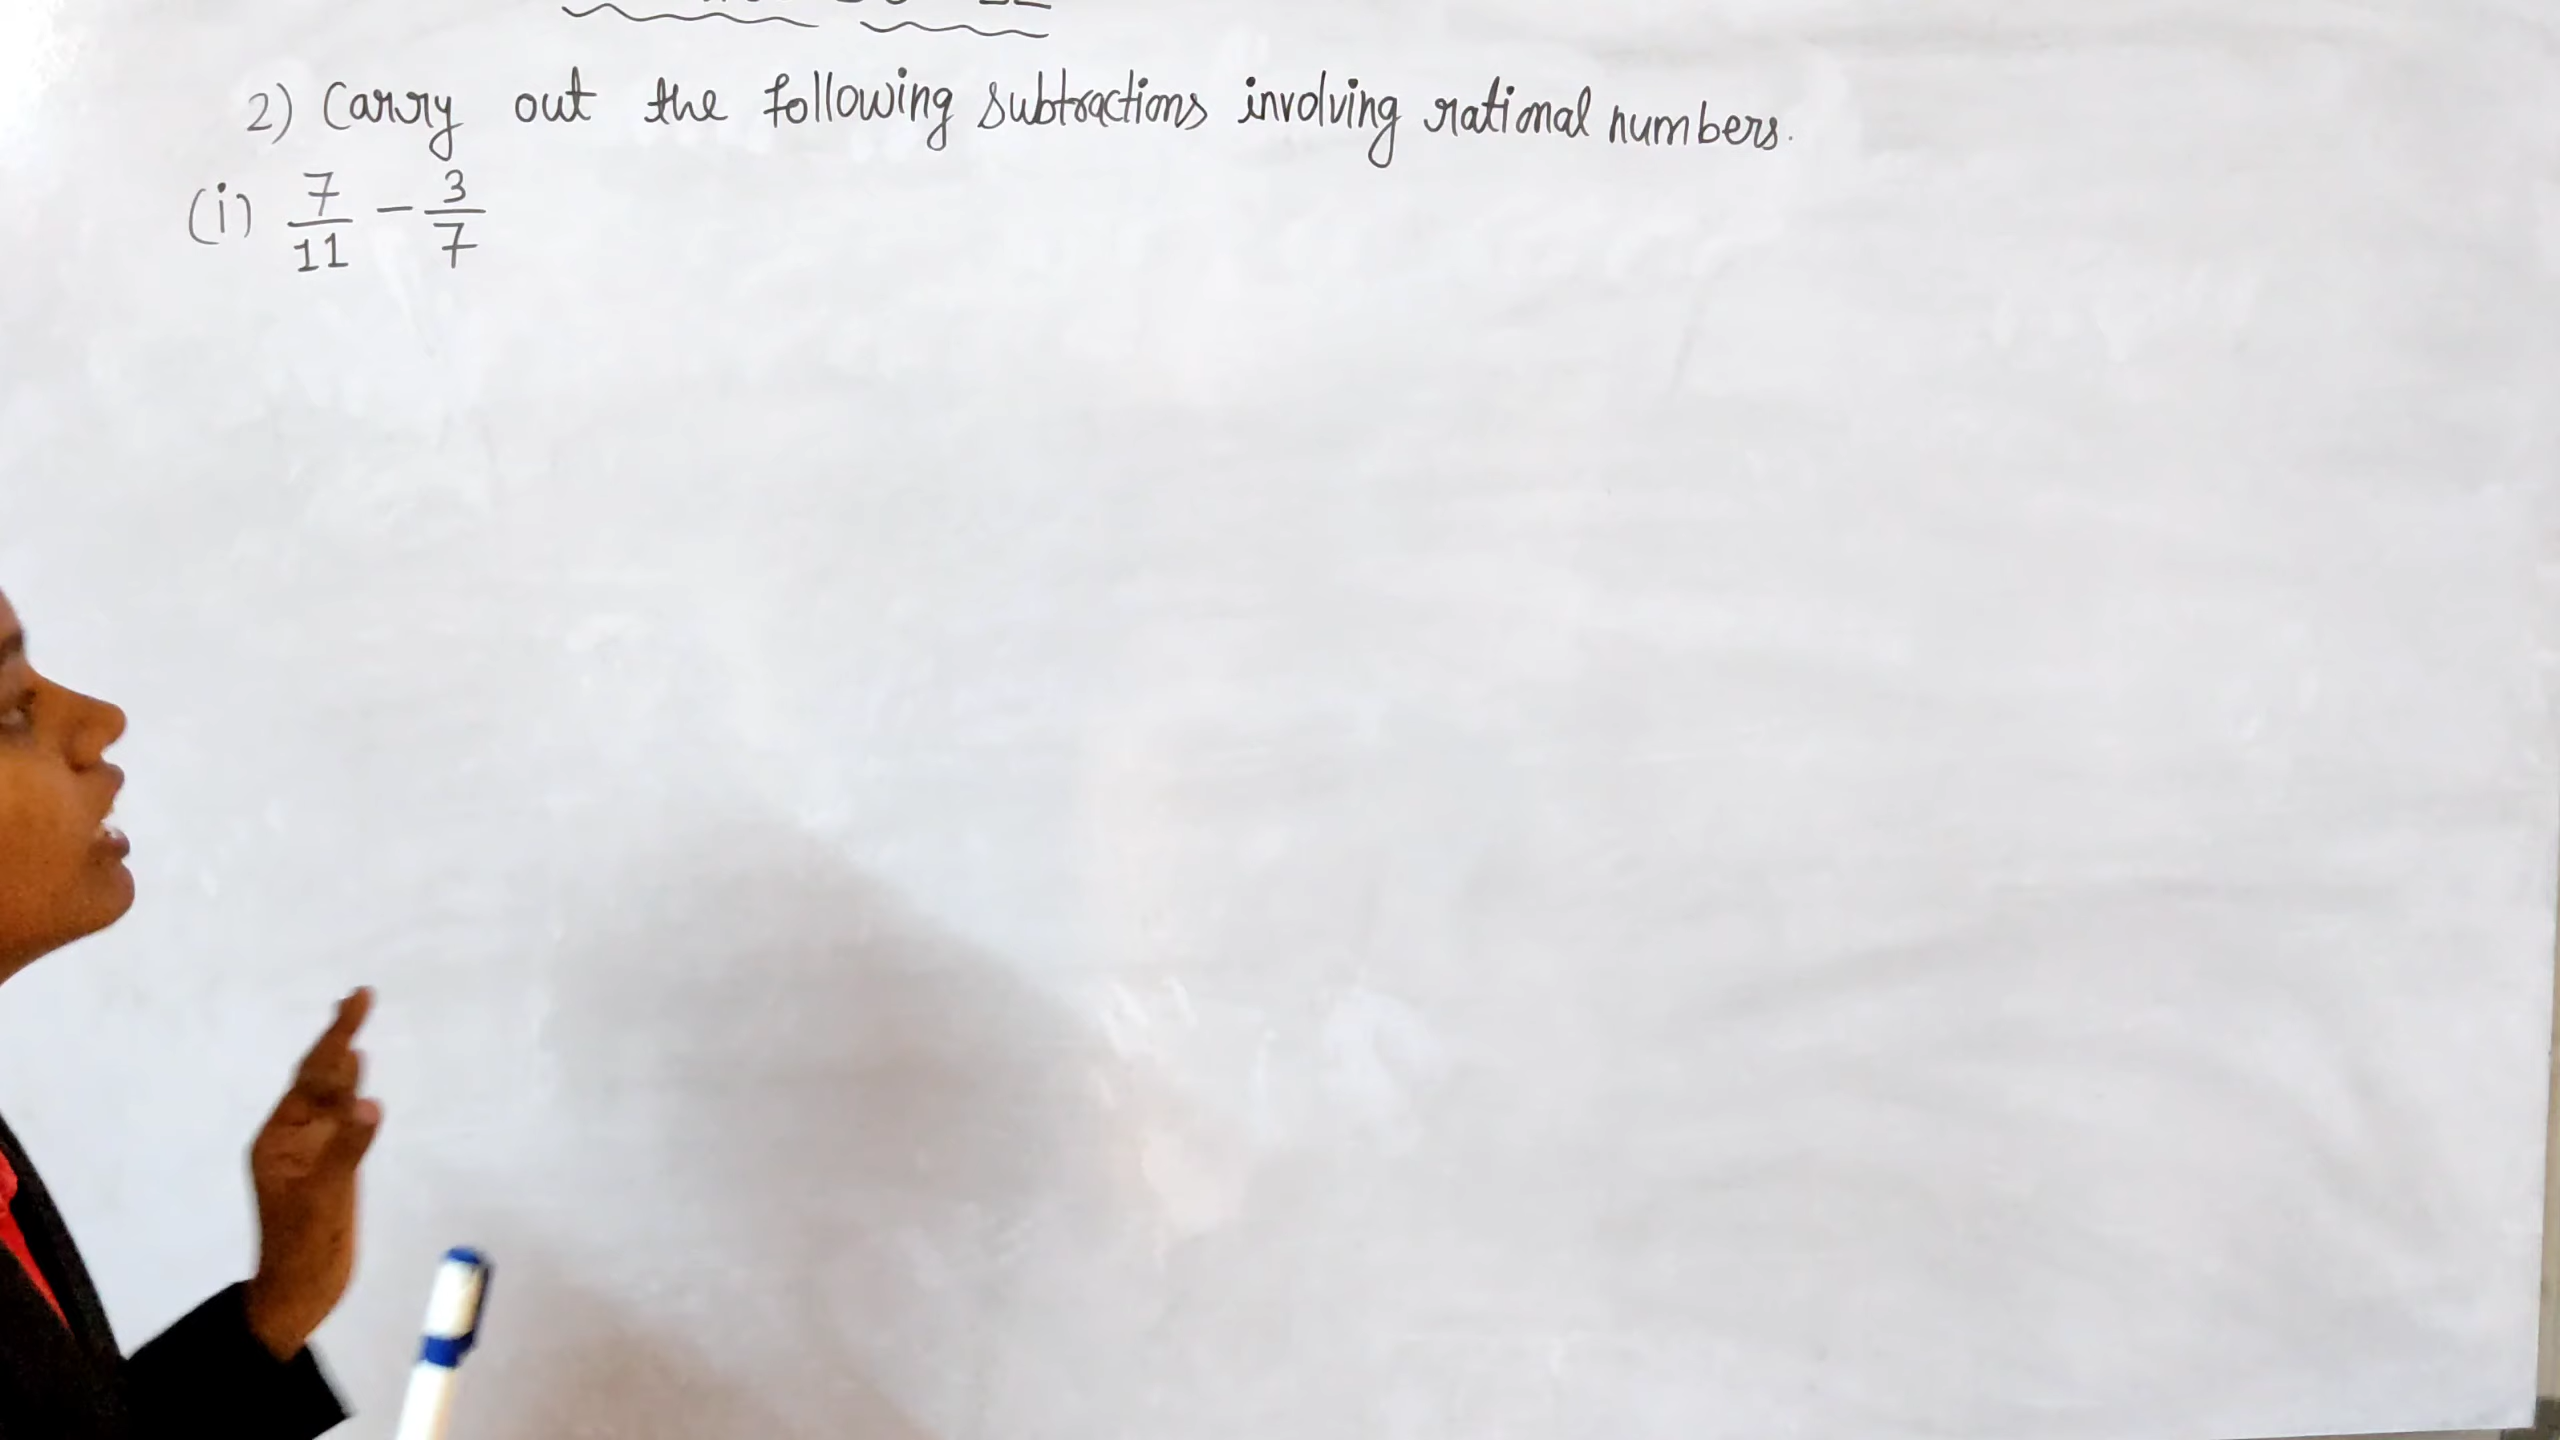 2) Carry out the following subtractions involving rational numbers.
(i) 7/11 - 3/7